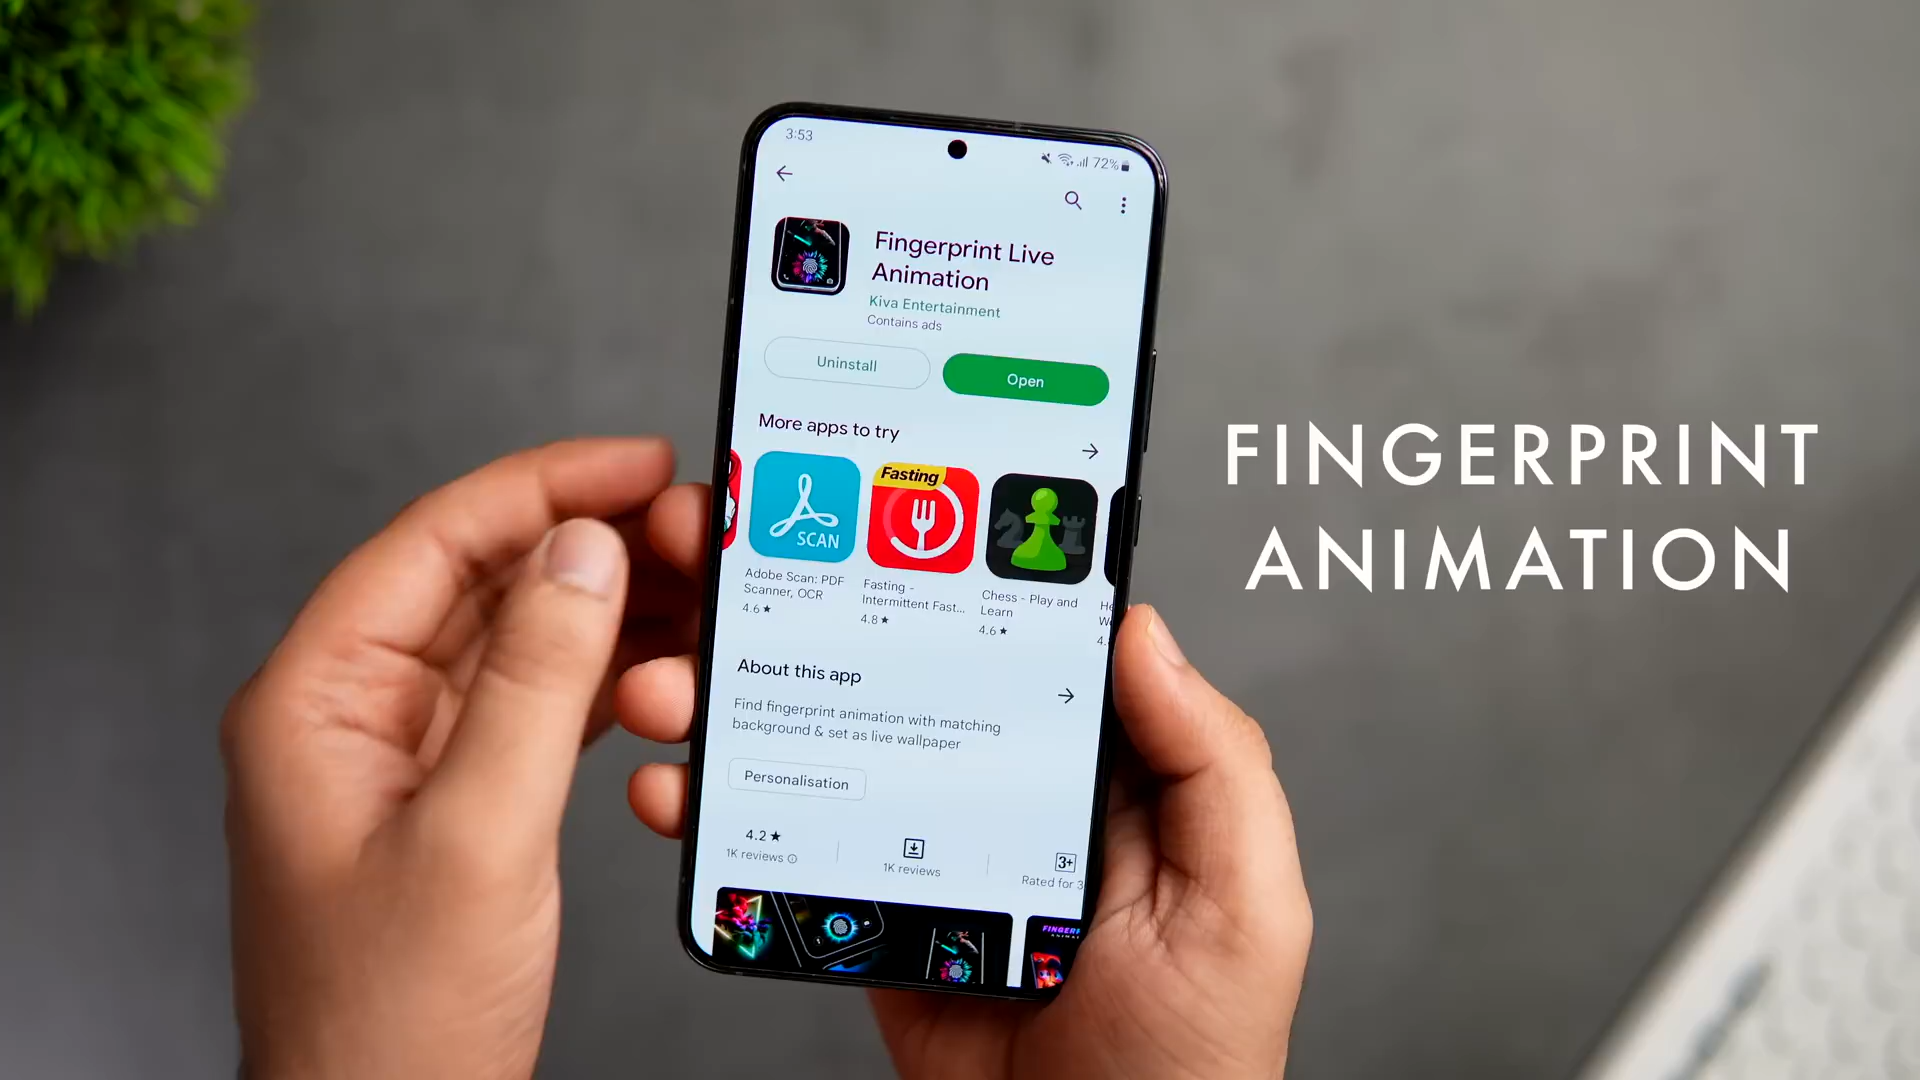 3:53
72%
Fingerprint Live
Animation
Kiva Entertainment
Contains ads
Uninstall
Open
More apps to try
SCAN
Fasting
Adobe Scan: PDF
Scanner, OCR
4.6 ★
Fasting -
Intermittent Fast...
4.8 ★
Chess - Play and
Learn
4.6 ★
He
W
4.
About this app
Find fingerprint animation with matching
background & set as live wallpaper
Personalisation
4.2 ★
1K reviews
1K reviews
3+
Rated for 3
FINGERP
FINGERPRINT
ANIMATION